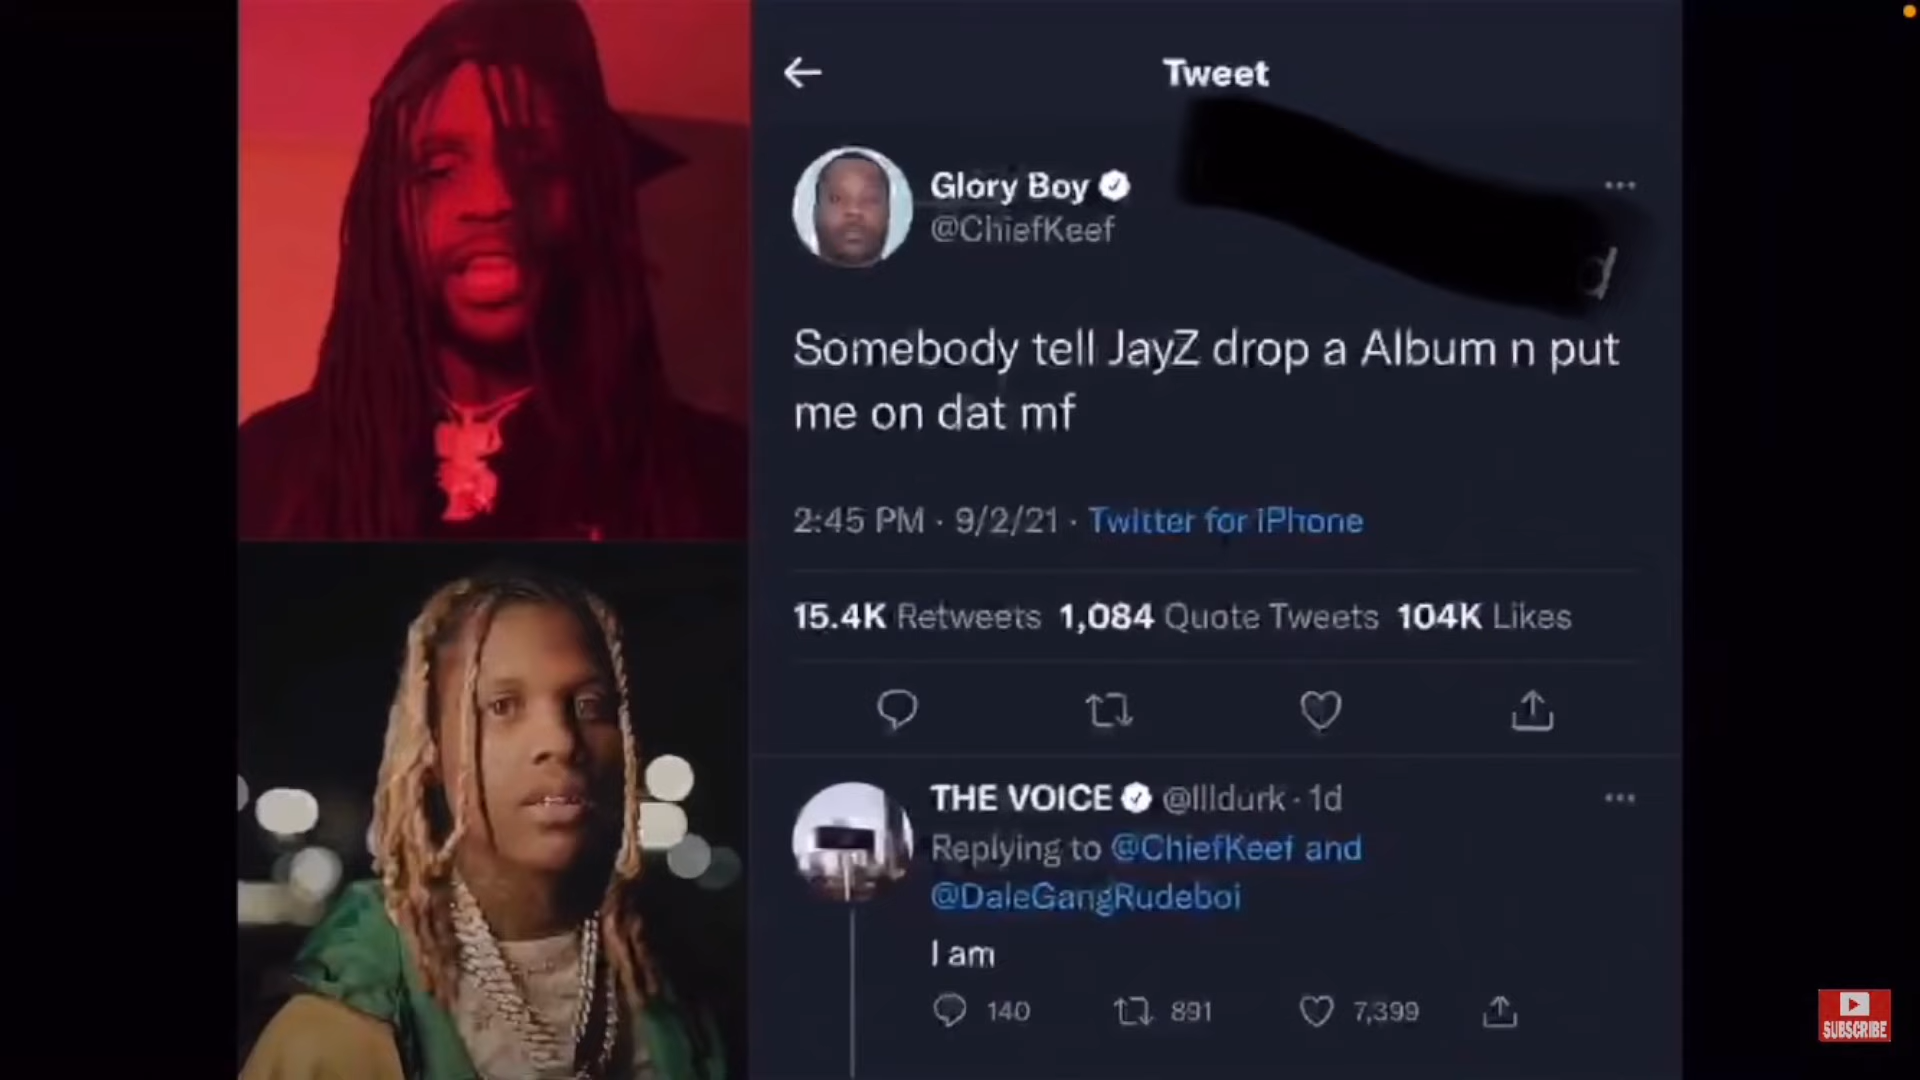 Tweet
Glory Boy
@ChiefKeef
Somebody tell JayZ drop a Album n put
me on dat mf
2:45 PM · 9/2/21 · Twitter for iPhone
15.4K Retweets 1,084 Quote Tweets 104K Likes
THE VOICE @lildurk · 1d
Replying to @ChiefKeef and
@DaleGangRudeboi
I am
140 891 7,399
SUBSCRIBE